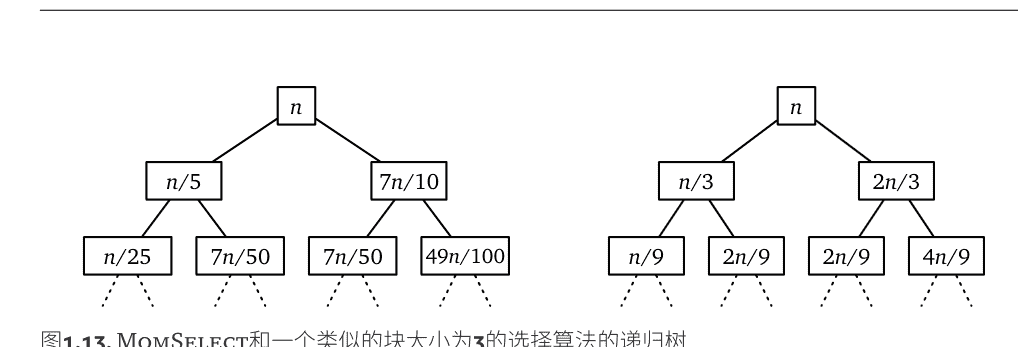 n n
n/5 7n/10 n/3 2n/3
n/25 7n/50 7n/50 49n/100 n/9 2n/9 2n/9 4n/9
图1.13. MOMSELECT和一个类似的块大小为3的选择算法的递归树